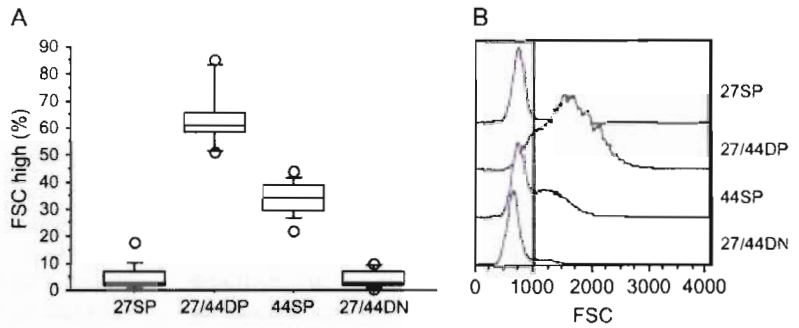 A
FSC high (%)
90
80
70
60
50
40
30
20
10
0
27SP 27/44DP 44SP 27/44DN
B
27SP
27/44DP
44SP
27/44DN
0 1000 2000 3000 4000
FSC